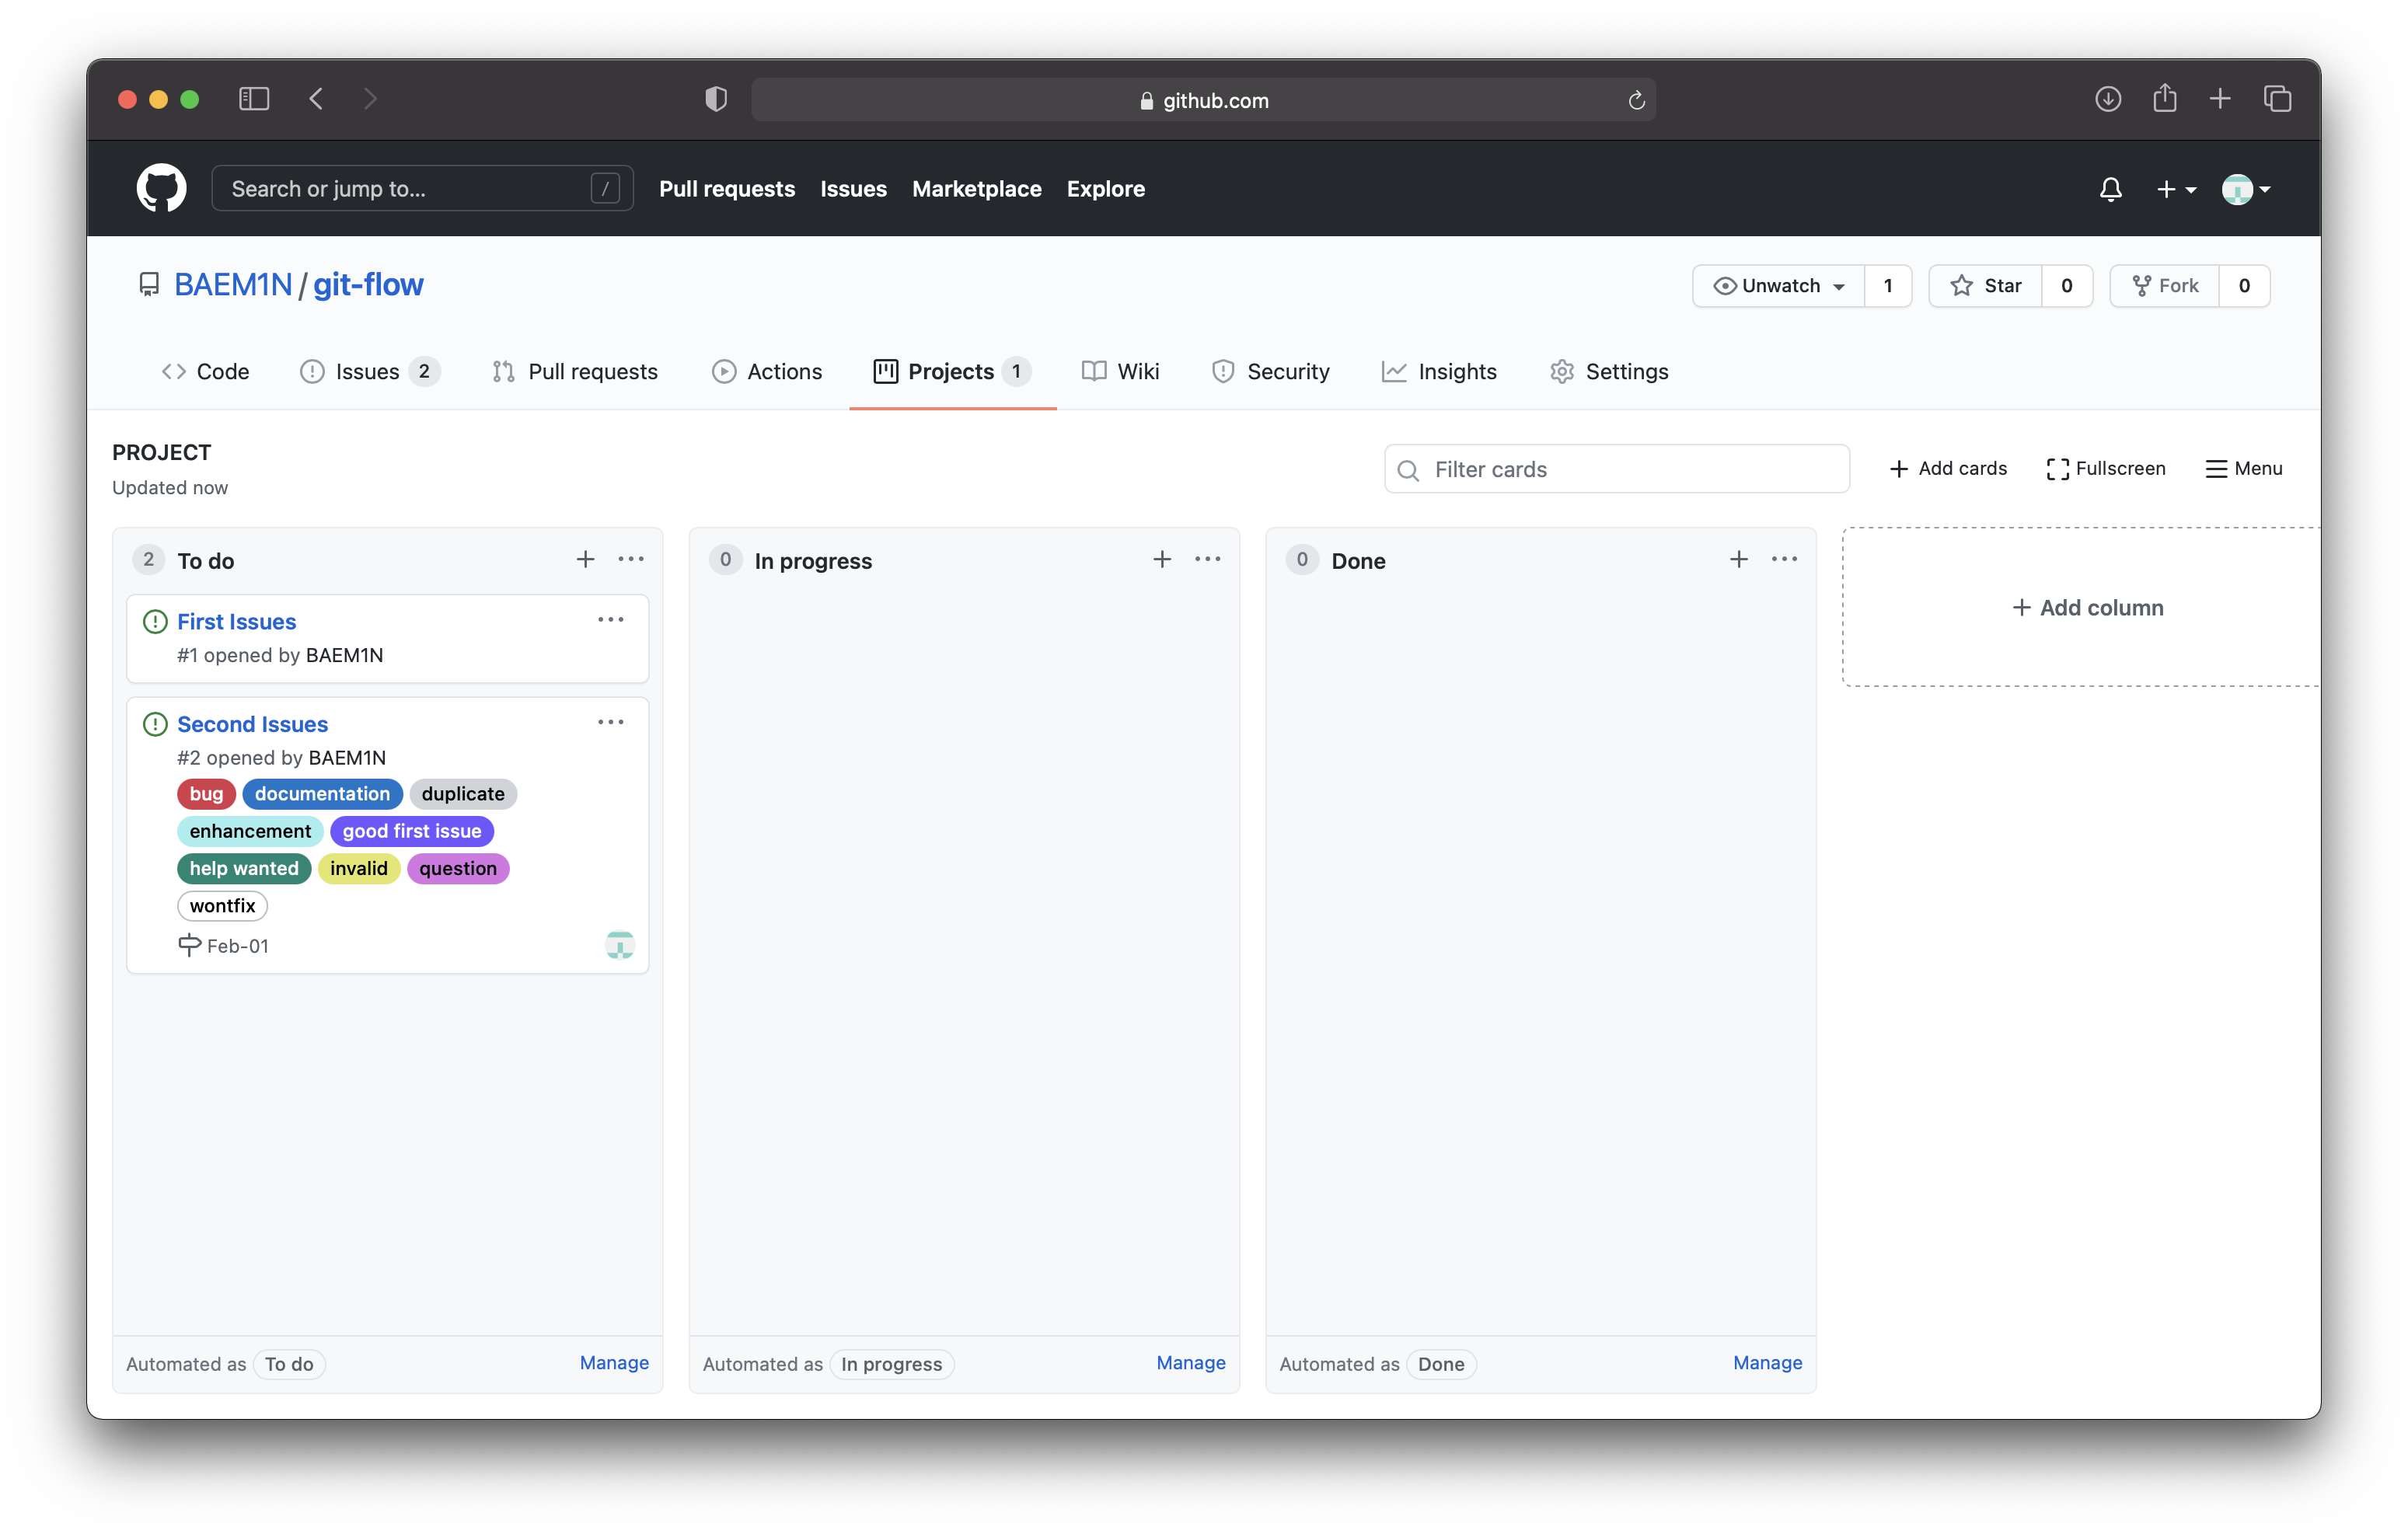 github.com
Search or jump to... / Pull requests Issues Marketplace Explore
BAEM1N / git-flow Unwatch 1 Star 0 Fork 0
Code Issues 2 Pull requests Actions Projects 1 Wiki Security Insights Settings
PROJECT
Updated now
Filter cards + Add cards Fullscreen Menu
2 To do
First Issues
#1 opened by BAEM1N
Second Issues
#2 opened by BAEM1N
bug documentation duplicate
enhancement good first issue
help wanted invalid question
wontfix
Feb-01
Automated as To do Manage
0 In progress
Automated as In progress Manage
0 Done
Automated as Done Manage
+ Add column